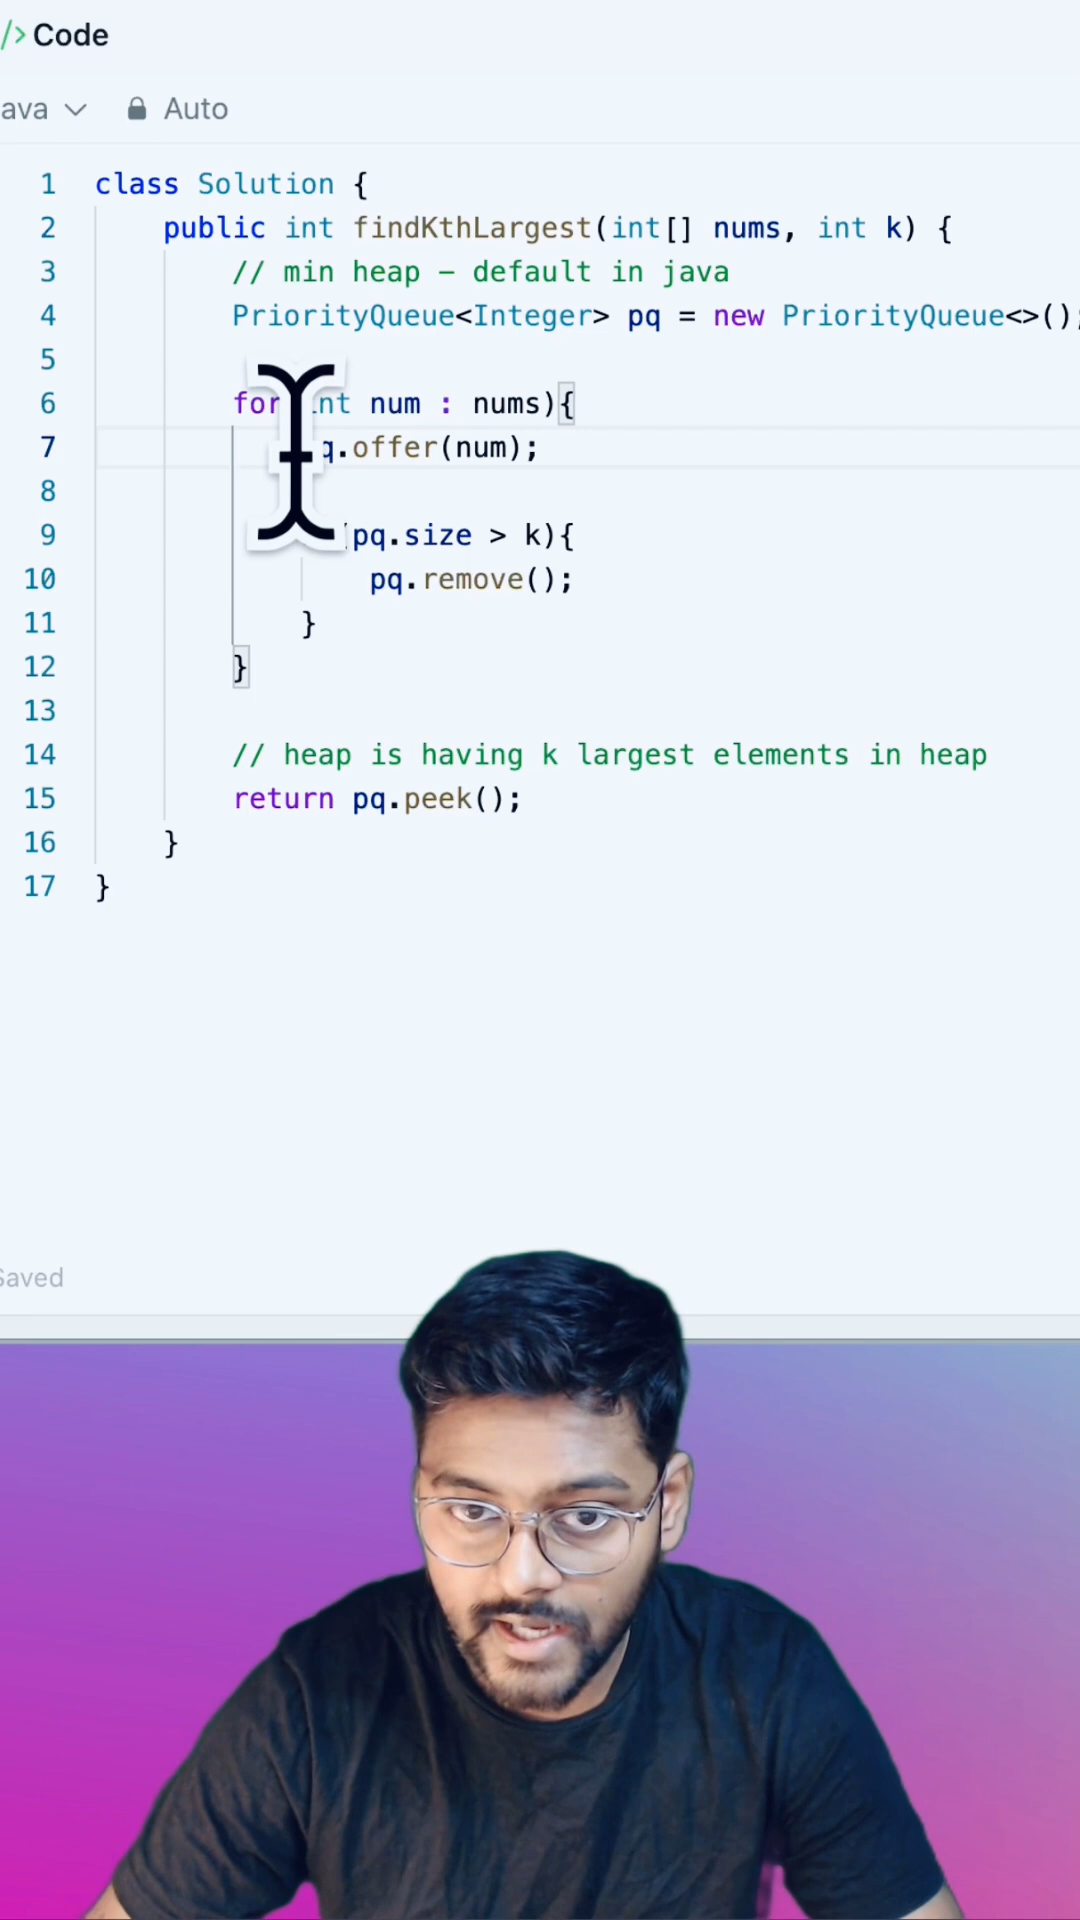 </> Code
ava Auto
1 class Solution {
2 public int findKthLargest(int[] nums, int k) {
3 // min heap – default in java
4 PriorityQueue<Integer> pq = new PriorityQueue<>();
5
6 for nt num : nums){
7 q.offer(num);
8
9 (pq.size > k){
10 pq.remove();
11 }
12 }
13
14 // heap is having k largest elements in heap
15 return pq.peek();
16 }
17 }
Saved